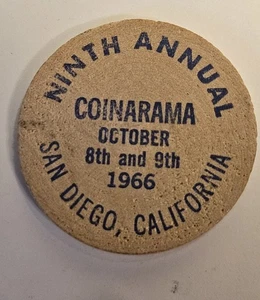 NINTH ANNUAL
COINARAMA
OCTOBER
8th and 9th
1966
SAN DIEGO, CALIFORNIA